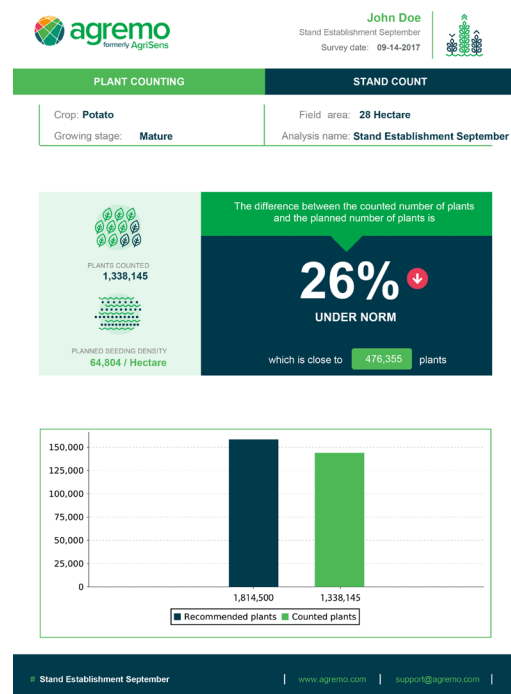 agremo
formerly AgriSens
John Doe
Stand Establishment September
Survey date: 09-14-2017
PLANT COUNTING
STAND COUNT
Crop: Potato
Field area: 28 Hectare
Growing stage: Mature
Analysis name: Stand Establishment September
PLANTS COUNTED
1,338,145
PLANNED SEEDING DENSITY
64,804 / Hectare
The difference between the counted number of plants
and the planned number of plants is
26%
UNDER NORM
which is close to 476,355 plants
150,000
125,000
100,000
75,000
50,000
25,000
0
1,814,500
1,338,145
Recommended plants
Counted plants
# Stand Establishment September
| www.agremo.com | support@agremo.com |